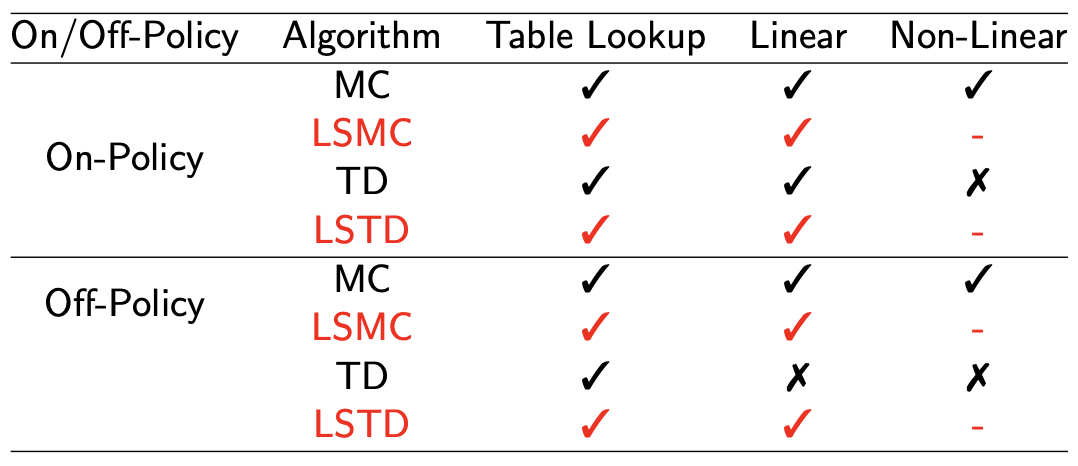 On/Off-Policy Algorithm Table Lookup Linear Non-Linear
MC ✓ ✓ ✓
LSMC ✓ ✓ -
On-Policy
TD ✓ ✓ ✗
LSTD ✓ ✓ -
MC ✓ ✓ ✓
Off-Policy
LSMC ✓ ✓ -
TD ✓ ✗ ✗
LSTD ✓ ✓ -